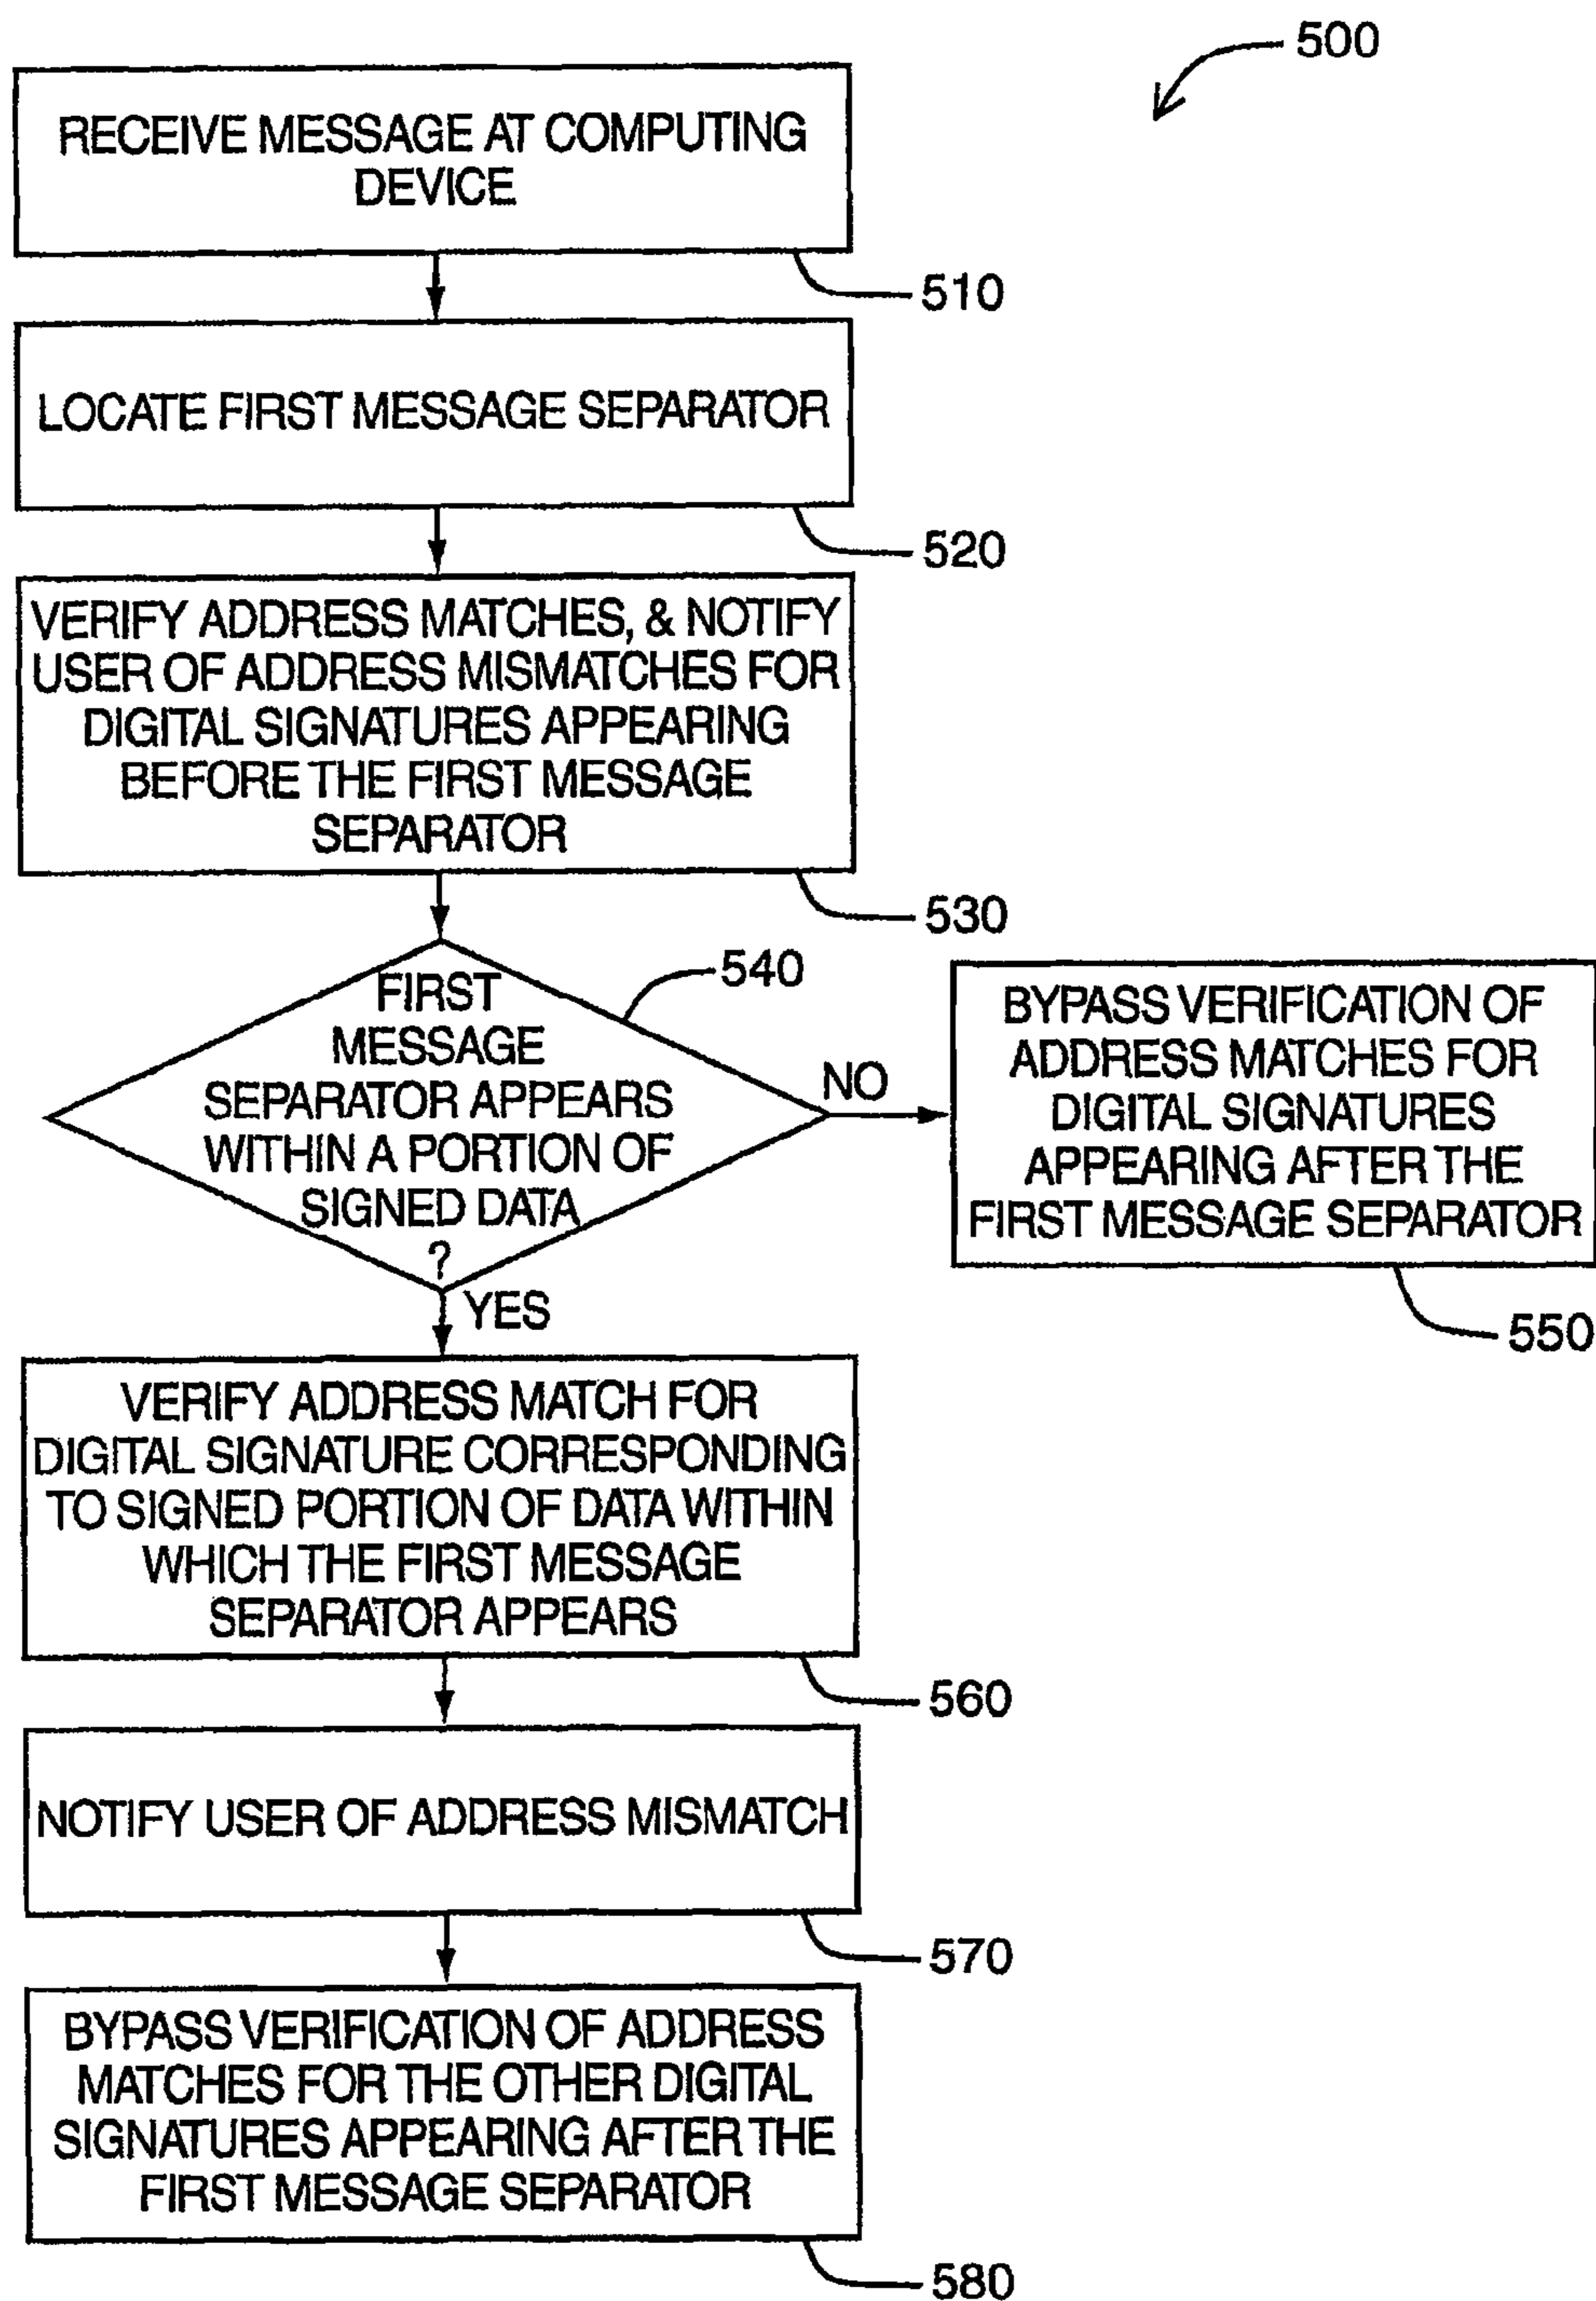 500
RECEIVE MESSAGE AT COMPUTING
DEVICE
510
LOCATE FIRST MESSAGE SEPARATOR
520
VERIFY ADDRESS MATCHES, & NOTIFY
USER OF ADDRESS MISMATCHES FOR
DIGITAL SIGNATURES APPEARING
BEFORE THE FIRST MESSAGE
SEPARATOR
530
FIRST
MESSAGE
SEPARATOR APPEARS
WITHIN A PORTION OF
SIGNED DATA
?
540
NO
BYPASS VERIFICATION OF
ADDRESS MATCHES FOR
DIGITAL SIGNATURES
APPEARING AFTER THE
FIRST MESSAGE SEPARATOR
550
YES
VERIFY ADDRESS MATCH FOR
DIGITAL SIGNATURE CORRESPONDING
TO SIGNED PORTION OF DATA WITHIN
WHICH THE FIRST MESSAGE
SEPARATOR APPEARS
560
NOTIFY USER OF ADDRESS MISMATCH
570
BYPASS VERIFICATION OF ADDRESS
MATCHES FOR THE OTHER DIGITAL
SIGNATURES APPEARING AFTER THE
FIRST MESSAGE SEPARATOR
580